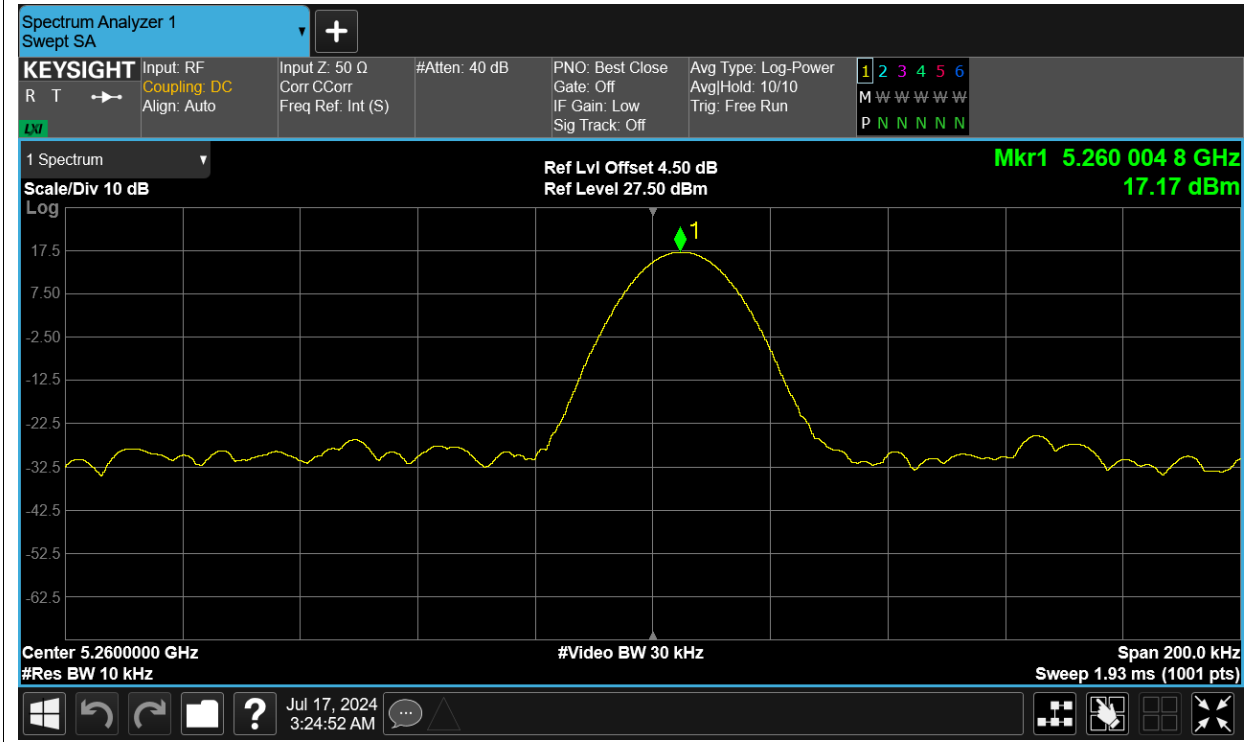 Spectrum Analyzer 1
Swept SA
KEYSIGHT
R T
LXI
Input: RF
Coupling: DC
Align: Auto
Input Z: 50 Ω
Corr CCorr
Freq Ref: Int (S)
#Atten: 40 dB
PNO: Best Close
Gate: Off
IF Gain: Low
Sig Track: Off
Avg Type: Log-Power
Avg|Hold: 10/10
Trig: Free Run
1 2 3 4 5 6
M W W W W W
P N N N N N
1 Spectrum
Scale/Div 10 dB
Log
Ref Lvl Offset 4.50 dB
Ref Level 27.50 dBm
Mkr1 5.260 004 8 GHz
17.17 dBm
1
17.5
7.50
-2.50
-12.5
-22.5
-32.5
-42.5
-52.5
-62.5
Center 5.2600000 GHz
#Res BW 10 kHz
#Video BW 30 kHz
Span 200.0 kHz
Sweep 1.93 ms (1001 pts)
?
Jul 17, 2024
3:24:52 AM